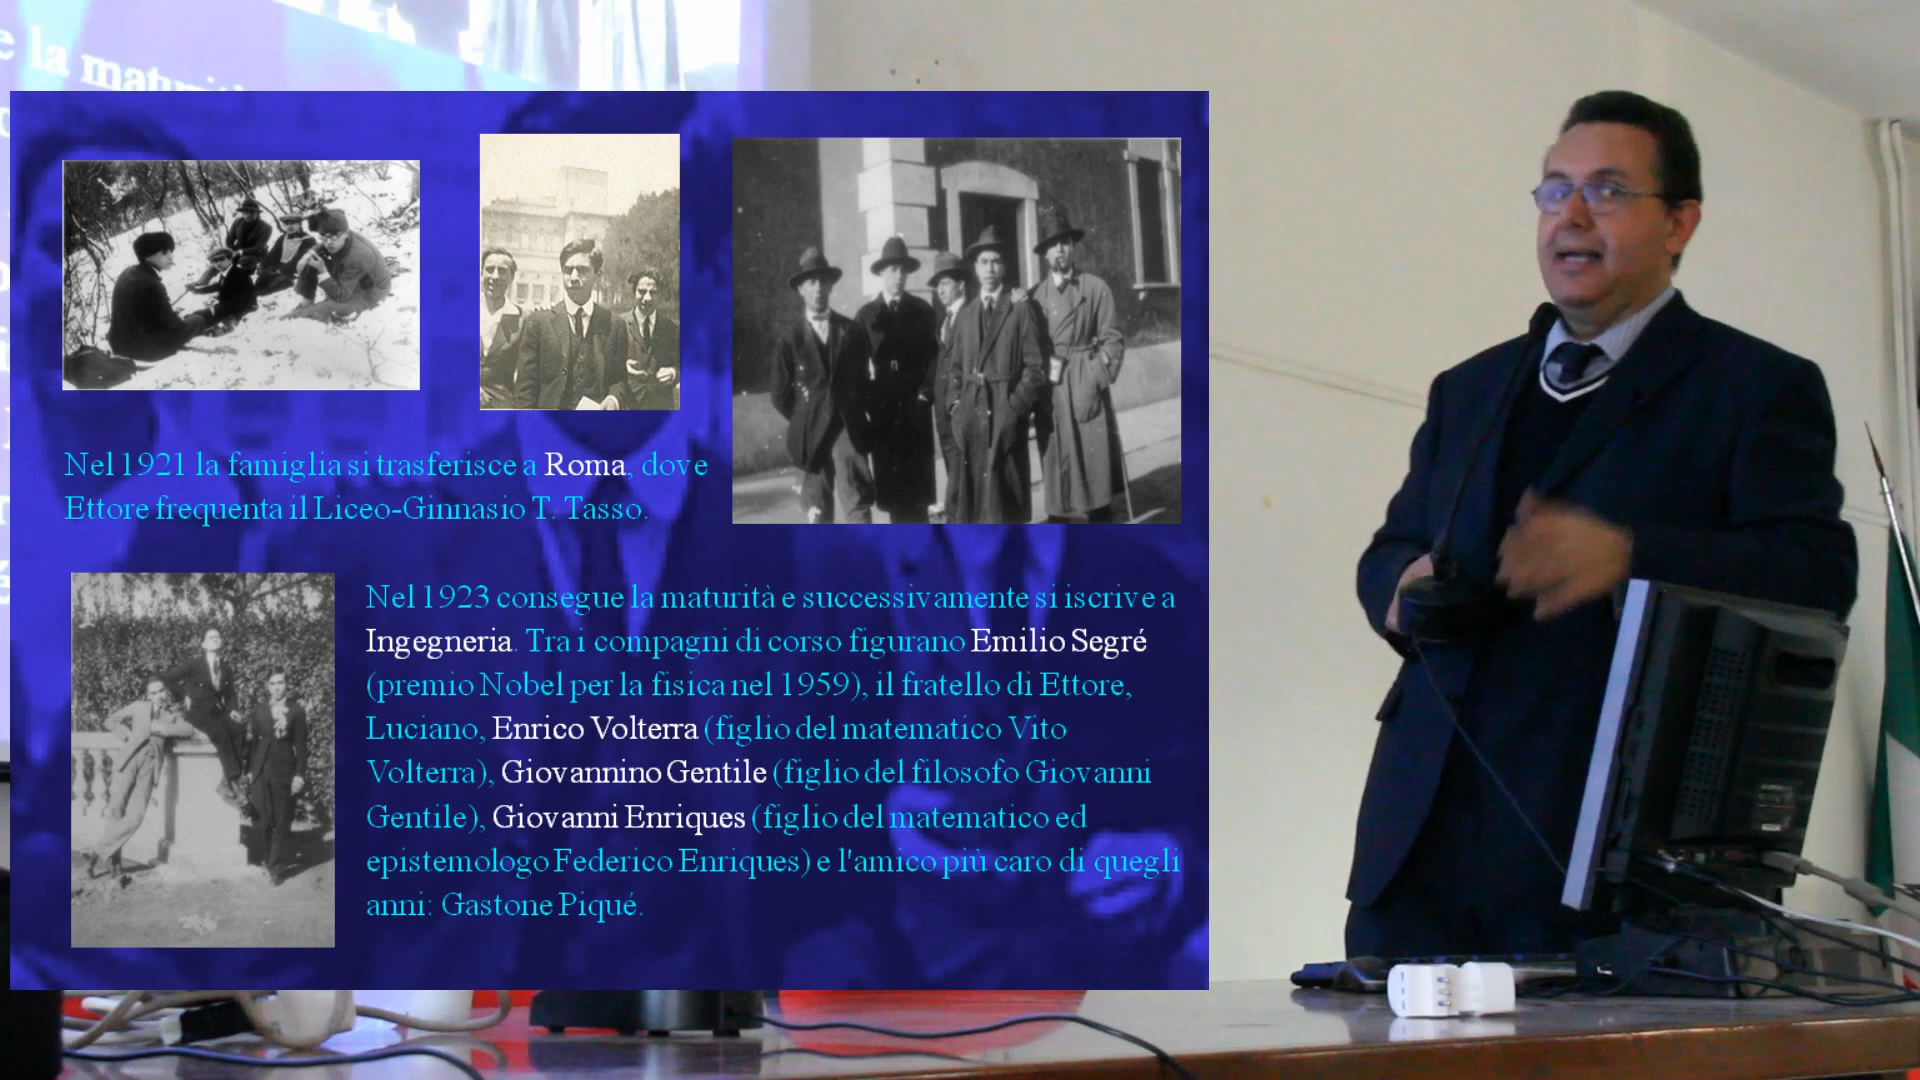 e la maturità
Nel 1921 la famiglia si trasferisce a Roma, dove
Ettore frequenta il Liceo-Ginnasio T. Tasso.
Nel 1923 consegue la maturità e successivamente si iscrive a
Ingegneria. Tra i compagni di corso figurano Emilio Segré
(premio Nobel per la fisica nel 1959), il fratello di Ettore,
Luciano, Enrico Volterra (figlio del matematico Vito
Volterra), Giovannino Gentile (figlio del filosofo Giovanni
Gentile), Giovanni Enriques (figlio del matematico ed
epistemologo Federico Enriques) e l'amico più caro di quegli
anni: Gastone Piqué.